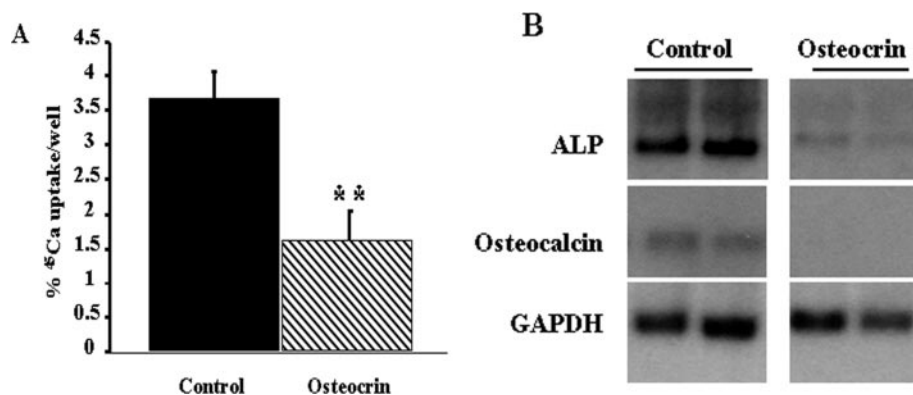 A
% ⁴⁵Ca uptake/well
4.5
4
3.5
3
2.5
2
1.5
1
0.5
0
**
Control
Osteocrin
B
Control
Osteocrin
ALP
Osteocalcin
GAPDH